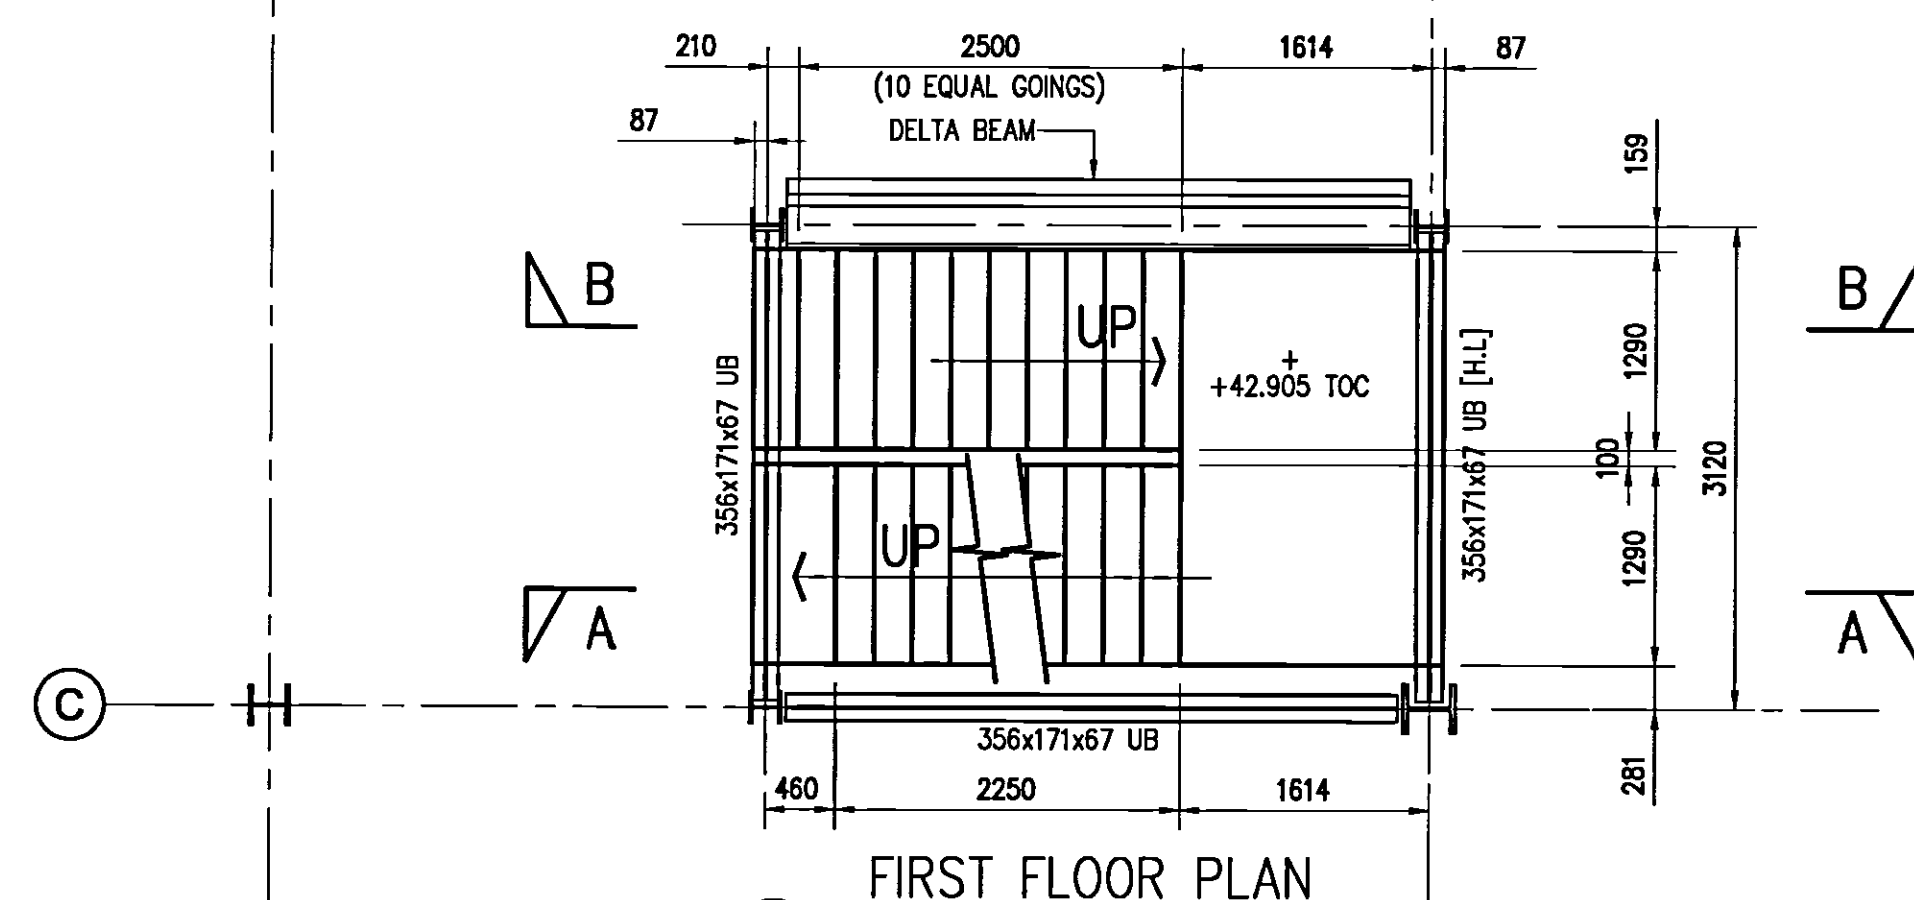 210
2500
1614
87
(10 EQUAL GOINGS)
87
DELTA BEAM
159
B
B
UP
+42.905 TOC
1290
356x171x67 UB
356x171x67 UB [H.L]
100
3120
UP
1290
A
A
C
356x171x67 UB
460
2250
1614
281
FIRST FLOOR PLAN